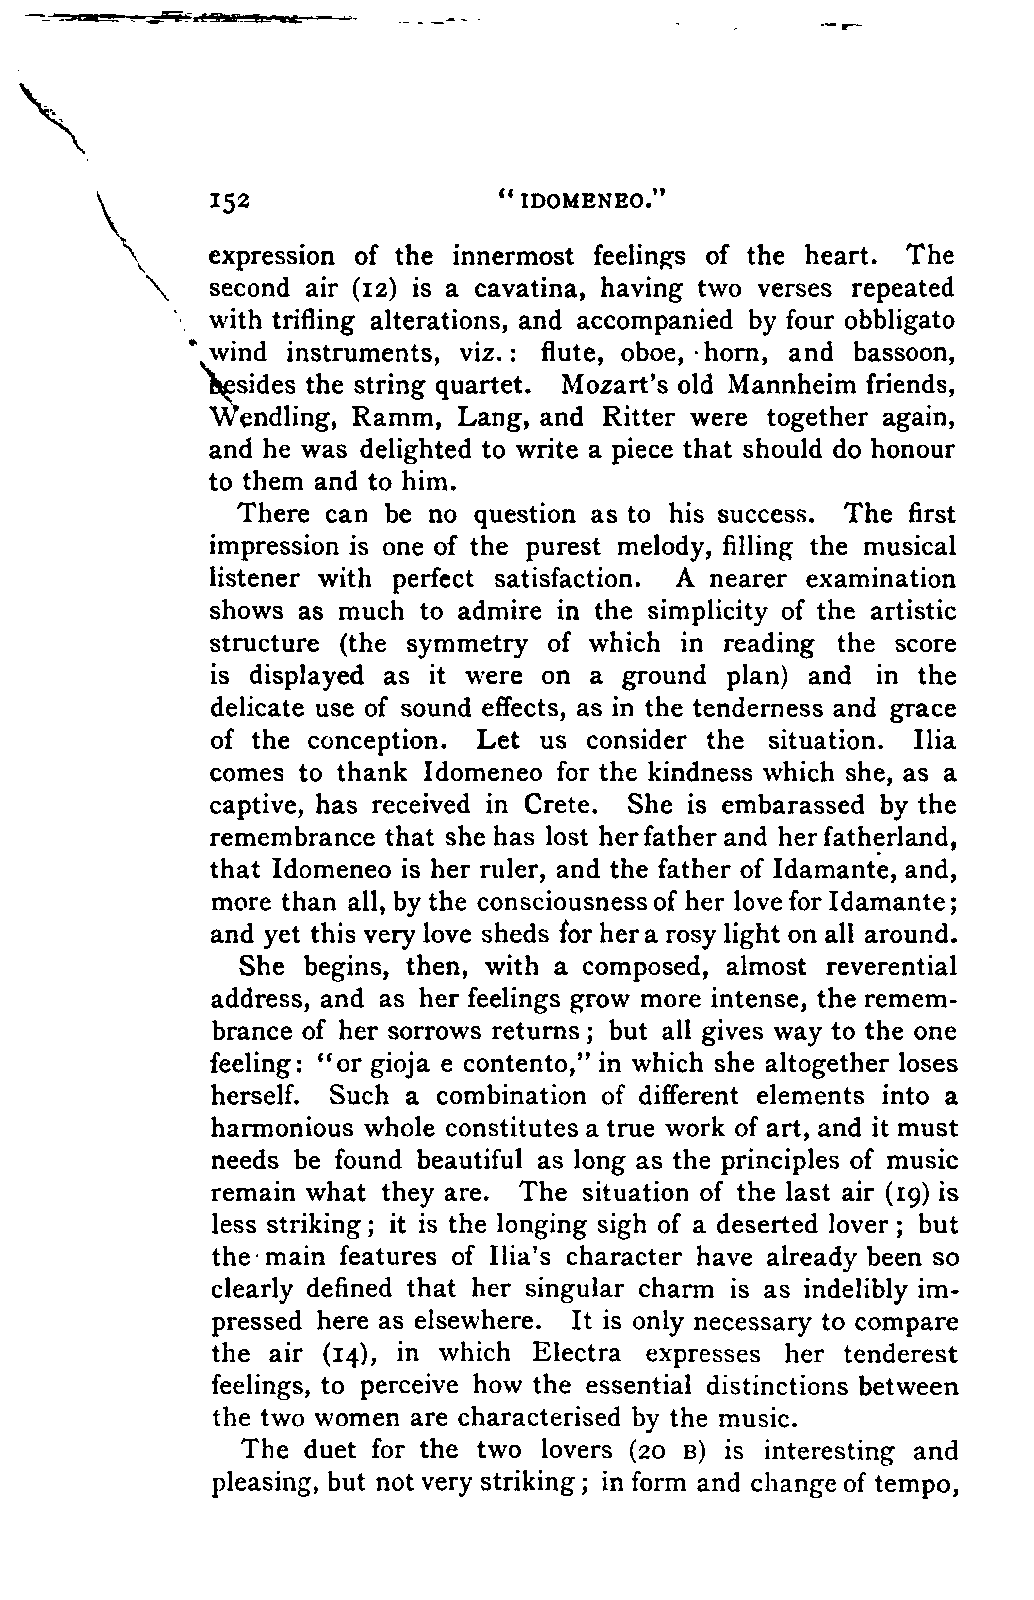 152 "IDOMENEO."
expression of the innermost feelings of the heart. The
second air (12) is a cavatina, having two verses repeated
with trifling alterations, and accompanied by four obbligato
wind instruments, viz.: flute, oboe, horn, and bassoon,
besides the string quartet. Mozart's old Mannheim friends,
Wendling, Ramm, Lang, and Ritter were together again,
and he was delighted to write a piece that should do honour
to them and to him.
There can be no question as to his success. The first
impression is one of the purest melody, filling the musical
listener with perfect satisfaction. A nearer examination
shows as much to admire in the simplicity of the artistic
structure (the symmetry of which in reading the score
is displayed as it were on a ground plan) and in the
delicate use of sound effects, as in the tenderness and grace
of the conception. Let us consider the situation. Ilia
comes to thank Idomeneo for the kindness which she, as a
captive, has received in Crete. She is embarassed by the
remembrance that she has lost her father and her fatherland,
that Idomeneo is her ruler, and the father of Idamante, and,
more than all, by the consciousness of her love for Idamante;
and yet this very love sheds for her a rosy light on all around.
She begins, then, with a composed, almost reverential
address, and as her feelings grow more intense, the remem-
brance of her sorrows returns; but all gives way to the one
feeling: "or gioja e contento," in which she altogether loses
herself. Such a combination of different elements into a
harmonious whole constitutes a true work of art, and it must
needs be found beautiful as long as the principles of music
remain what they are. The situation of the last air (19) is
less striking; it is the longing sigh of a deserted lover; but
the main features of Ilia's character have already been so
clearly defined that her singular charm is as indelibly im-
pressed here as elsewhere. It is only necessary to compare
the air (14), in which Electra expresses her tenderest
feelings, to perceive how the essential distinctions between
the two women are characterised by the music.
The duet for the two lovers (20 B) is interesting and
pleasing, but not very striking; in form and change of tempo,